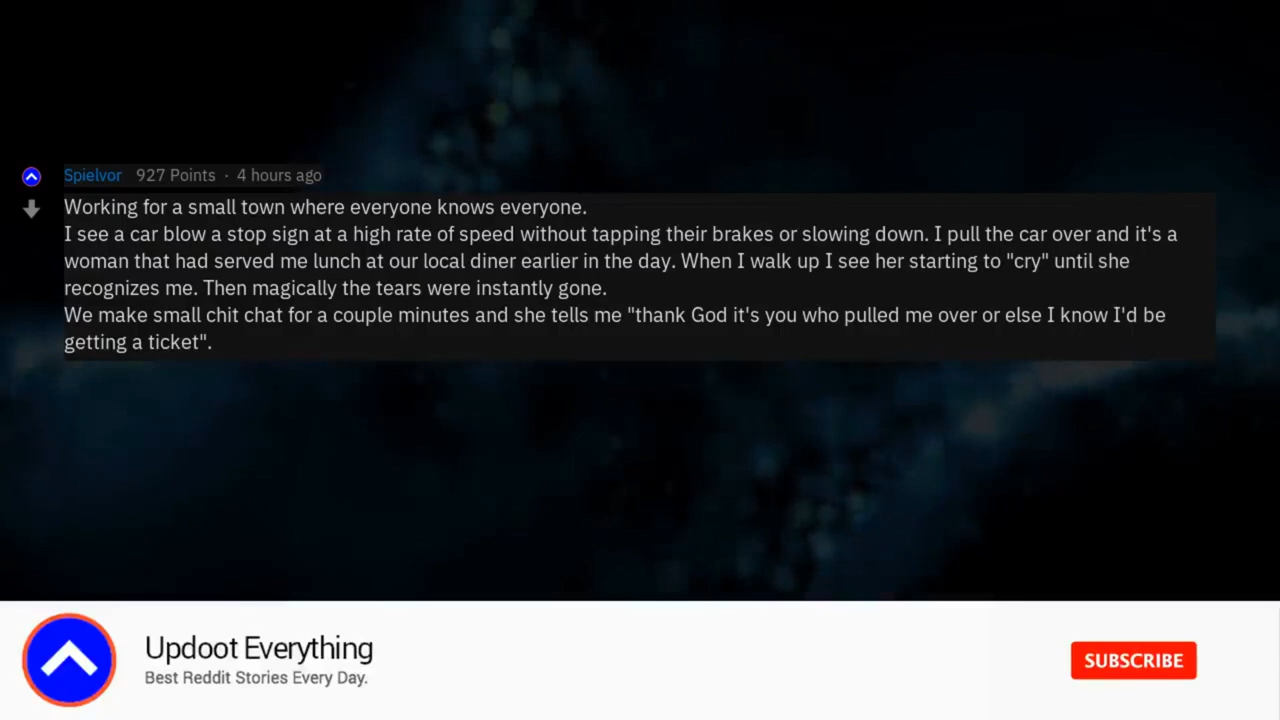 Spielvor 927 Points · 4 hours ago
Working for a small town where everyone knows everyone.
I see a car blow a stop sign at a high rate of speed without tapping their brakes or slowing down. I pull the car over and it's a
woman that had served me lunch at our local diner earlier in the day. When I walk up I see her starting to "cry" until she
recognizes me. Then magically the tears were instantly gone.
We make small chit chat for a couple minutes and she tells me "thank God it's you who pulled me over or else I know I'd be
getting a ticket".
Updoot Everything
Best Reddit Stories Every Day.
SUBSCRIBE